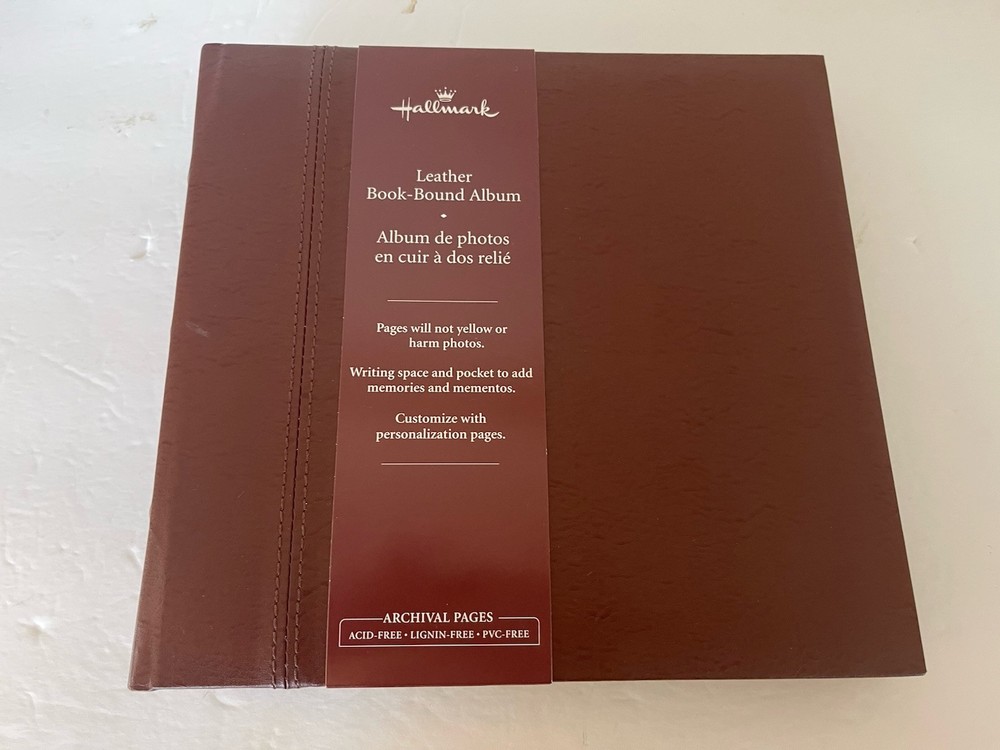 Hallmark
Leather
Book-Bound Album
Album de photos
en cuir à dos relié
Pages will not yellow or
harm photos.
Writing space and pocket to add
memories and mementos.
Customize with
personalization pages.
ARCHIVAL PAGES
ACID-FREE • LIGNIN-FREE • PVC-FREE